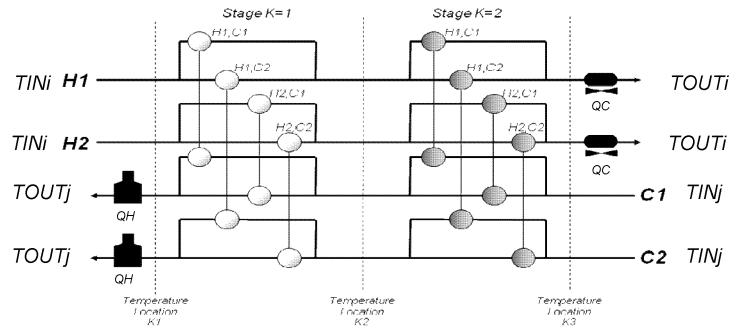 Stage K=1 Stage K=2
H1,C1 H1,C1
TINi H1 H1,C2 H1,C2 TOUTi
H2,C1 H2,C1 QC
TINi H2 H2,C2 H2,C2 TOUTi
QC
TOUTj C1 TINj
QH
TOUTj C2 TINj
QH
Temperature Temperature Temperature
Location Location Location
K1 K2 K3